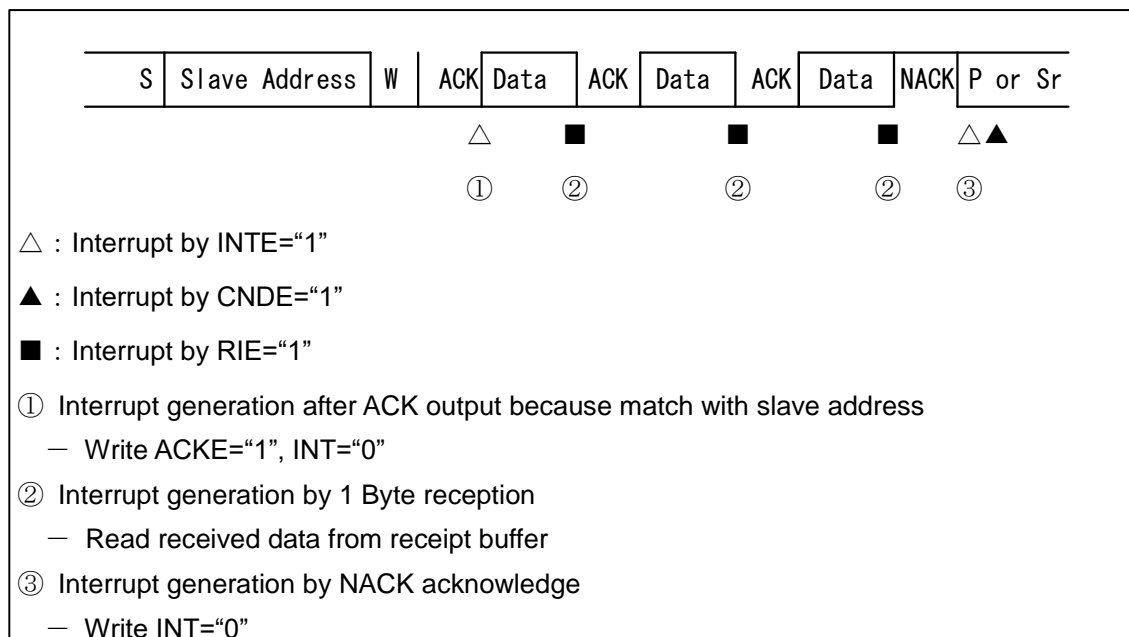 S Slave Address W ACK Data ACK Data ACK Data NACK P or Sr
△ ■ ■ ■ △▲
① ② ② ② ③
△ : Interrupt by INTE=“1”
▲ : Interrupt by CNDE=“1”
■ : Interrupt by RIE=“1”
① Interrupt generation after ACK output because match with slave address
— Write ACKE=“1”, INT=“0”
② Interrupt generation by 1 Byte reception
— Read received data from receipt buffer
③ Interrupt generation by NACK acknowledge
— Write INT=“0”